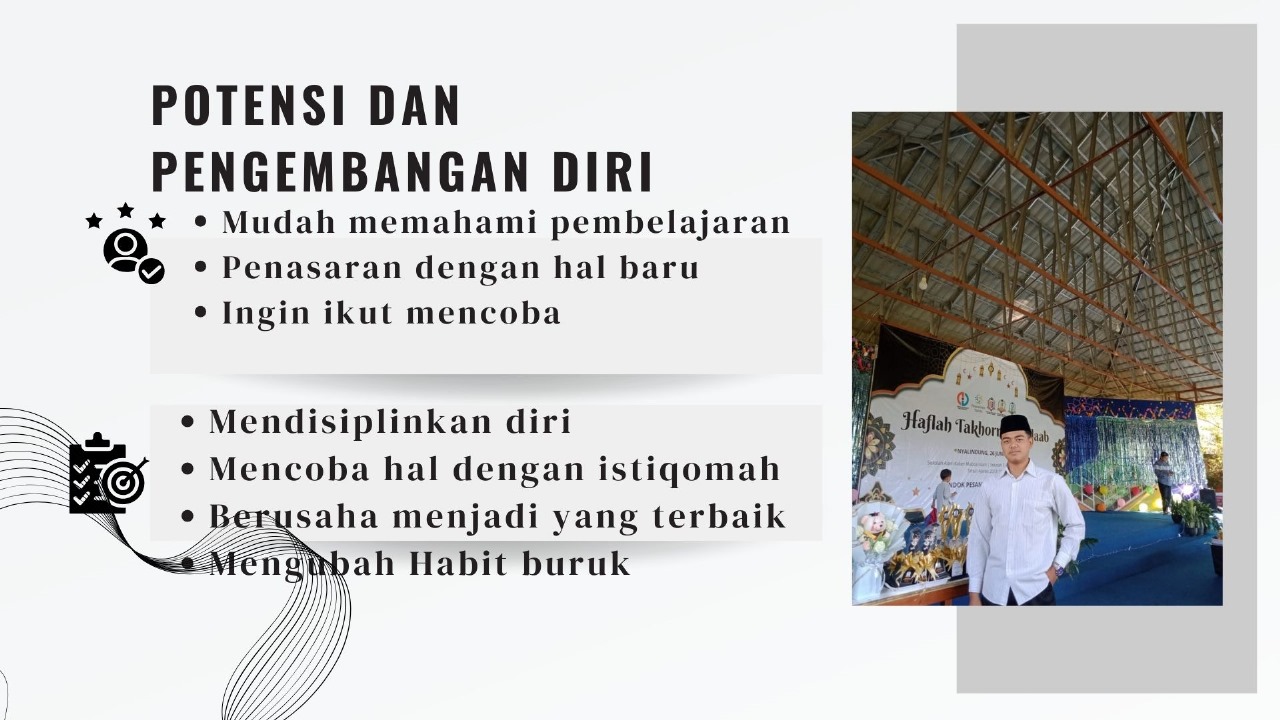 POTENSI DAN
PENGEMBANGAN DIRI
Mudah memahami pembelajaran
Penasaran dengan hal baru
Ingin ikut mencoba
Mendisiplinkan diri
Mencoba hal dengan istiqomah
Berusaha menjadi yang terbaik
Mengubah Habit buruk
Haflah